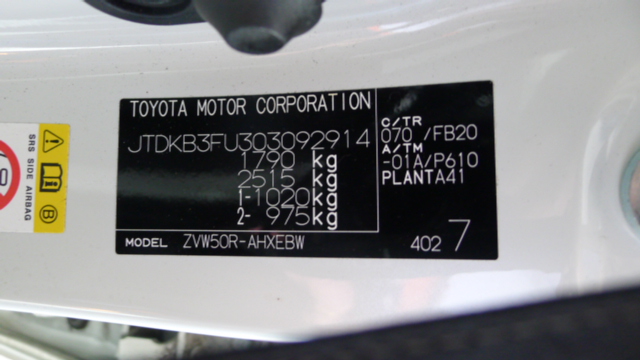 TOYOTA MOTOR CORPORATION
JTDKB3FU303092914
1790 kg
2515 kg
1-1020kg
2- 975kg
C/TR
070 /FB20
A/TM
-01A/P610
PLANTA41
MODEL ZVW50R-AHXEBW
402 7
SRS SIDE AIRBAG
i
B